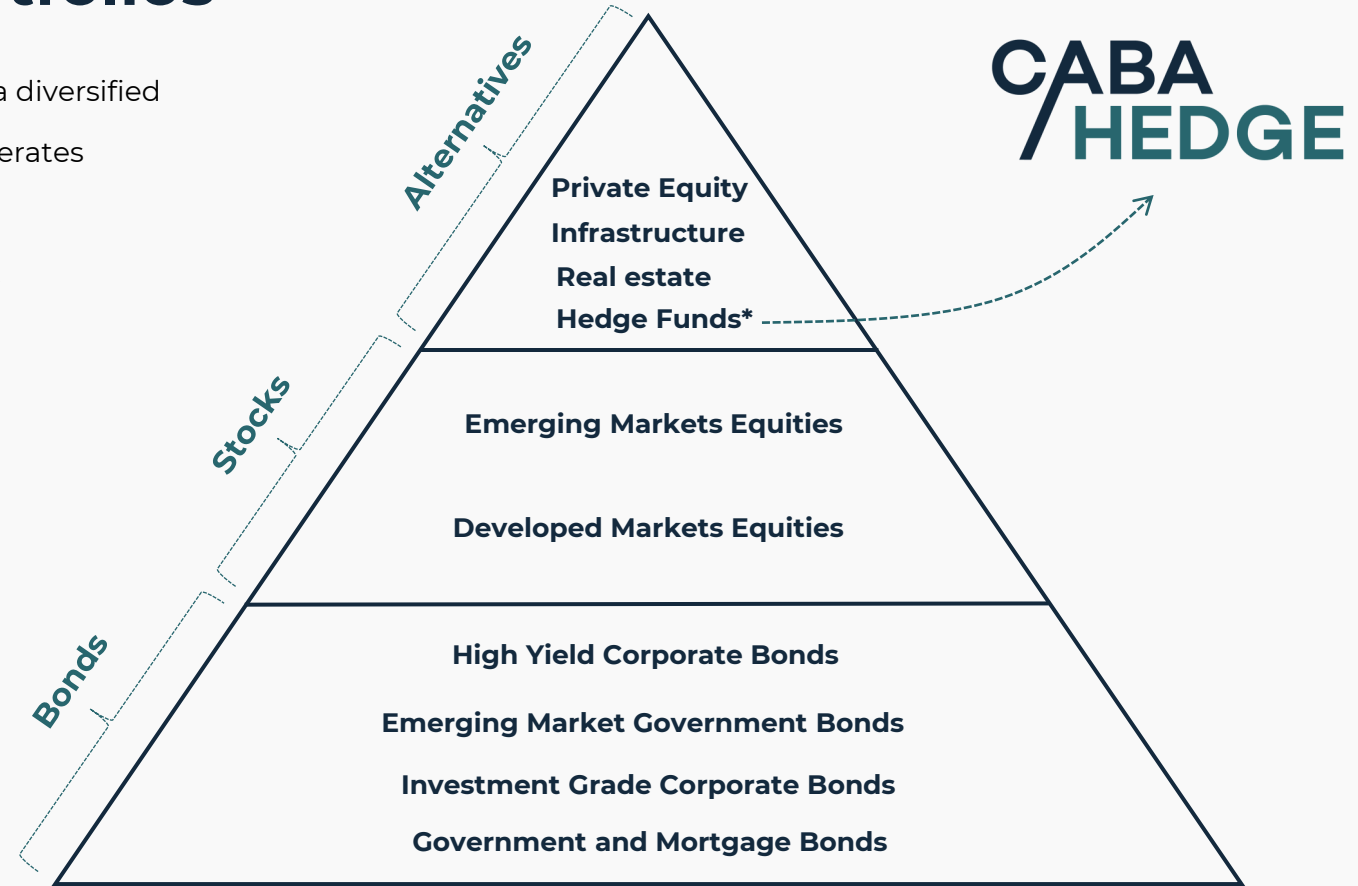 a diversified
Alternatives
Private Equity
Infrastructure
Real estate
Hedge Funds*
CABA
HEDGE
Stocks
Emerging Markets Equities
Developed Markets Equities
Bonds
High Yield Corporate Bonds
Emerging Market Government Bonds
Investment Grade Corporate Bonds
Government and Mortgage Bonds